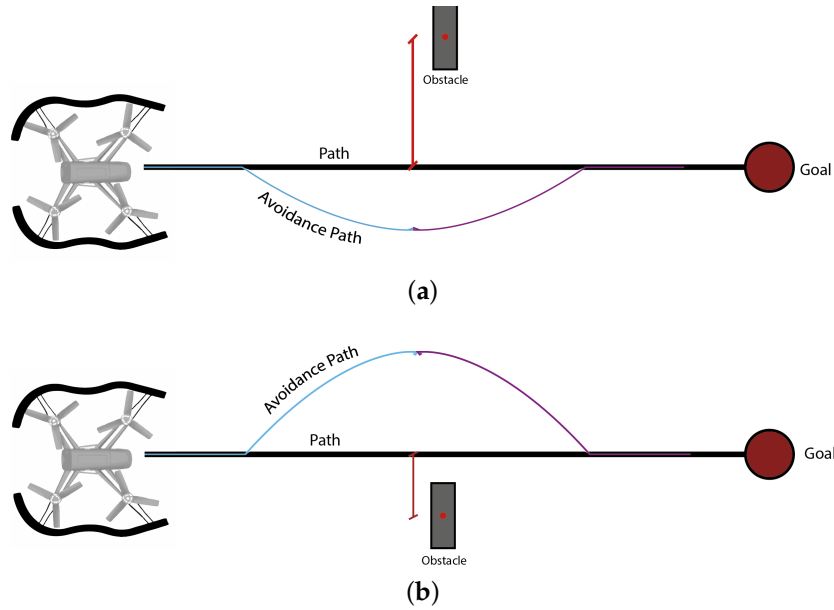 Obstacle
Path
Goal
Avoidance Path
(a)
Avoidance Path
Path
Goal
Obstacle
(b)